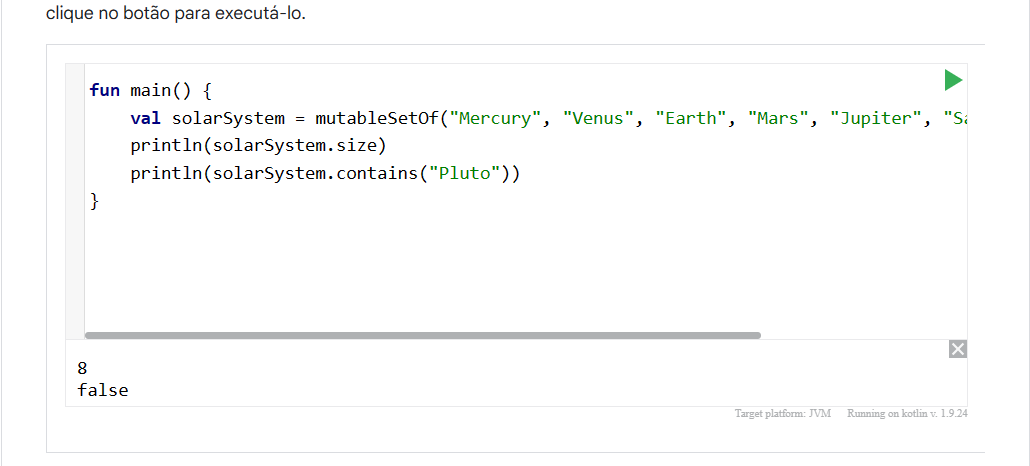 clique no botão para executá-lo.
fun main() {
    val solarSystem = mutableSetOf("Mercury", "Venus", "Earth", "Mars", "Jupiter", "Sa
    println(solarSystem.size)
    println(solarSystem.contains("Pluto"))
}
8
false
Target platform: JVM Running on kotlin v. 1.9.24